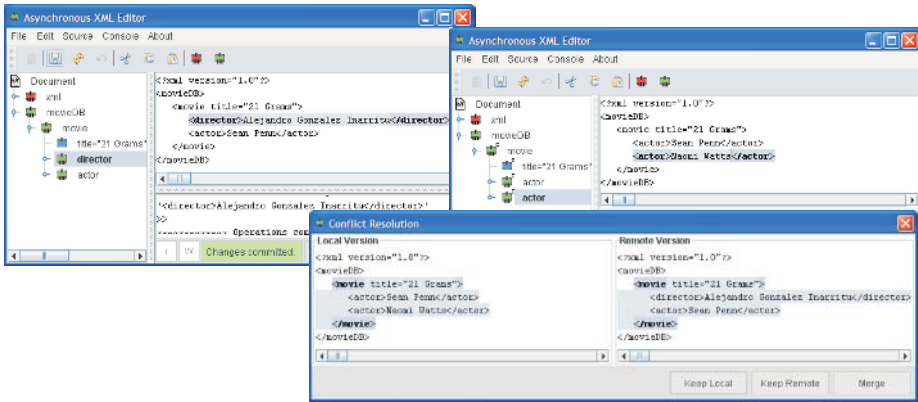 Asynchronous XML Editor
File Edit Source Console About
Document
xml
movieDB
movie
title="21 Grams"
director
actor
<?xml version="1.0"?>
<movieDB>
<movie title="21 Grams">
<director>Alejandro Gonzalez Inarritu</director>
<actor>Sean Penn</actor>
</movie>
</movieDB>
'<director>Alejandro Gonzalez Inarritu</director>'
>>
------------- Operations com
Changes committed.
Asynchronous XML Editor
File Edit Source Console About
Document
xml
movieDB
movie
title="21 Grams"
actor
actor
<?xml version="1.0"?>
<movieDB>
<movie title="21 Grams">
<actor>Sean Penn</actor>
<actor>Naomi Watts</actor>
</movie>
</movieDB>
Conflict Resolution
Local Version
<?xml version="1.0"?>
<movieDB>
<movie title="21 Grams">
<actor>Sean Penn</actor>
<actor>Naomi Watts</actor>
</movie>
</movieDB>
Remote Version
<?xml version="1.0"?>
<movieDB>
<movie title="21 Grams">
<director>Alejandro Gonzalez Inarritu</director>
<actor>Sean Penn</actor>
</movie>
</movieDB>
Keep Local Keep Remote Merge